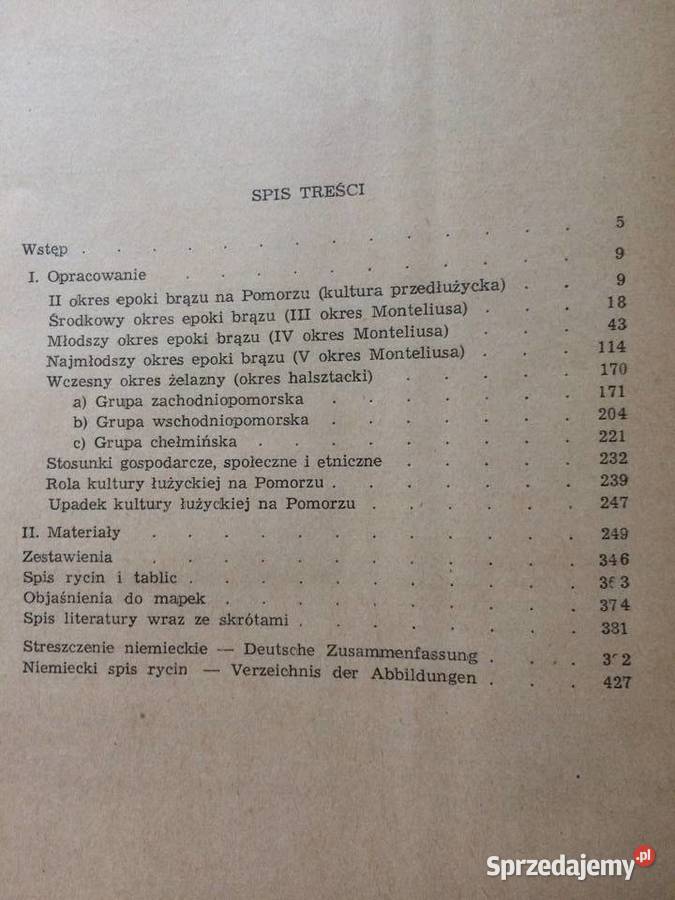 SPIS TREŚCI
Wstęp . . . . . . . . . . . . . 5
I. Opracowanie . . . . . . . . . . 9
II okres epoki brązu na Pomorzu (kultura przedłużycka) . . 9
Środkowy okres epoki brązu (III okres Monteliusa) . . . 18
Młodszy okres epoki brązu (IV okres Monteliusa) . . . . 43
Najmłodszy okres epoki brązu (V okres Monteliusa) . . . 114
Wczesny okres żelazny (okres halsztacki) . . . . . 170
a) Grupa zachodniopomorska . . . . . . . 171
b) Grupa wschodniopomorska . . . . . . . 204
c) Grupa chełmińska . . . . . . . . . 221
Stosunki gospodarcze, społeczne i etniczne . . . . . 232
Rola kultury łużyckiej na Pomorzu . . . . . . . 239
Upadek kultury łużyckiej na Pomorzu . . . . . . 247
II. Materiały . . . . . . . . . . . 249
Zestawienia . . . . . . . . . . . 346
Spis rycin i tablic . . . . . . . . . .
Objaśnienia do mapek . . . . . . . . . 374
Spis literatury wraz ze skrótami . . . . . . .
Streszczenie niemieckie — Deutsche Zusammenfassung . . .
Niemiecki spis rycin — Verzeichnis der Abbildungen . . . 427
Sprzedajemy.pl